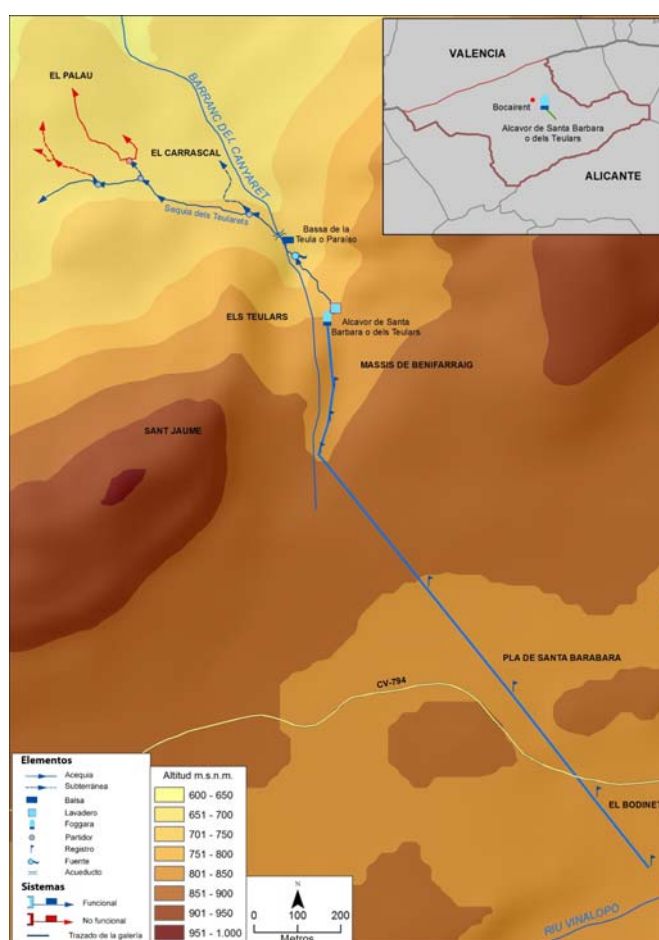 VALENCIA
Bocairent
Alcavor de Santa Barbara
o dels Teulars
ALICANTE
EL PALAU
BARRANC DEL CANYARET
EL CARRASCAL
Sequia dels Teularets
Bassa de la
Teula o Paraíso
ELS TEULARS
Alcavor de Santa
Barbara o dels Teulars
MASSIS DE BENIFARRAIG
SANT JAUME
PLA DE SANTA BARABARA
CV-794
EL BODINET
RIU VINALOPO
Elementos
Acequia
Subterránea
Balsa
Lavadero
Foggara
Partidor
Registro
Fuente
Acueducto
Sistemas
Funcional
No funcional
Trazado de la galería
Altitud m.s.n.m.
600 - 650
651 - 700
701 - 750
751 - 800
801 - 850
851 - 900
901 - 950
951 - 1.000
N
0 100 200
Metros